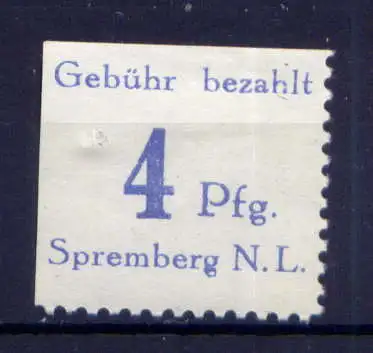 Gebühr bezahlt
4 Pfg.
Spremberg N.L.